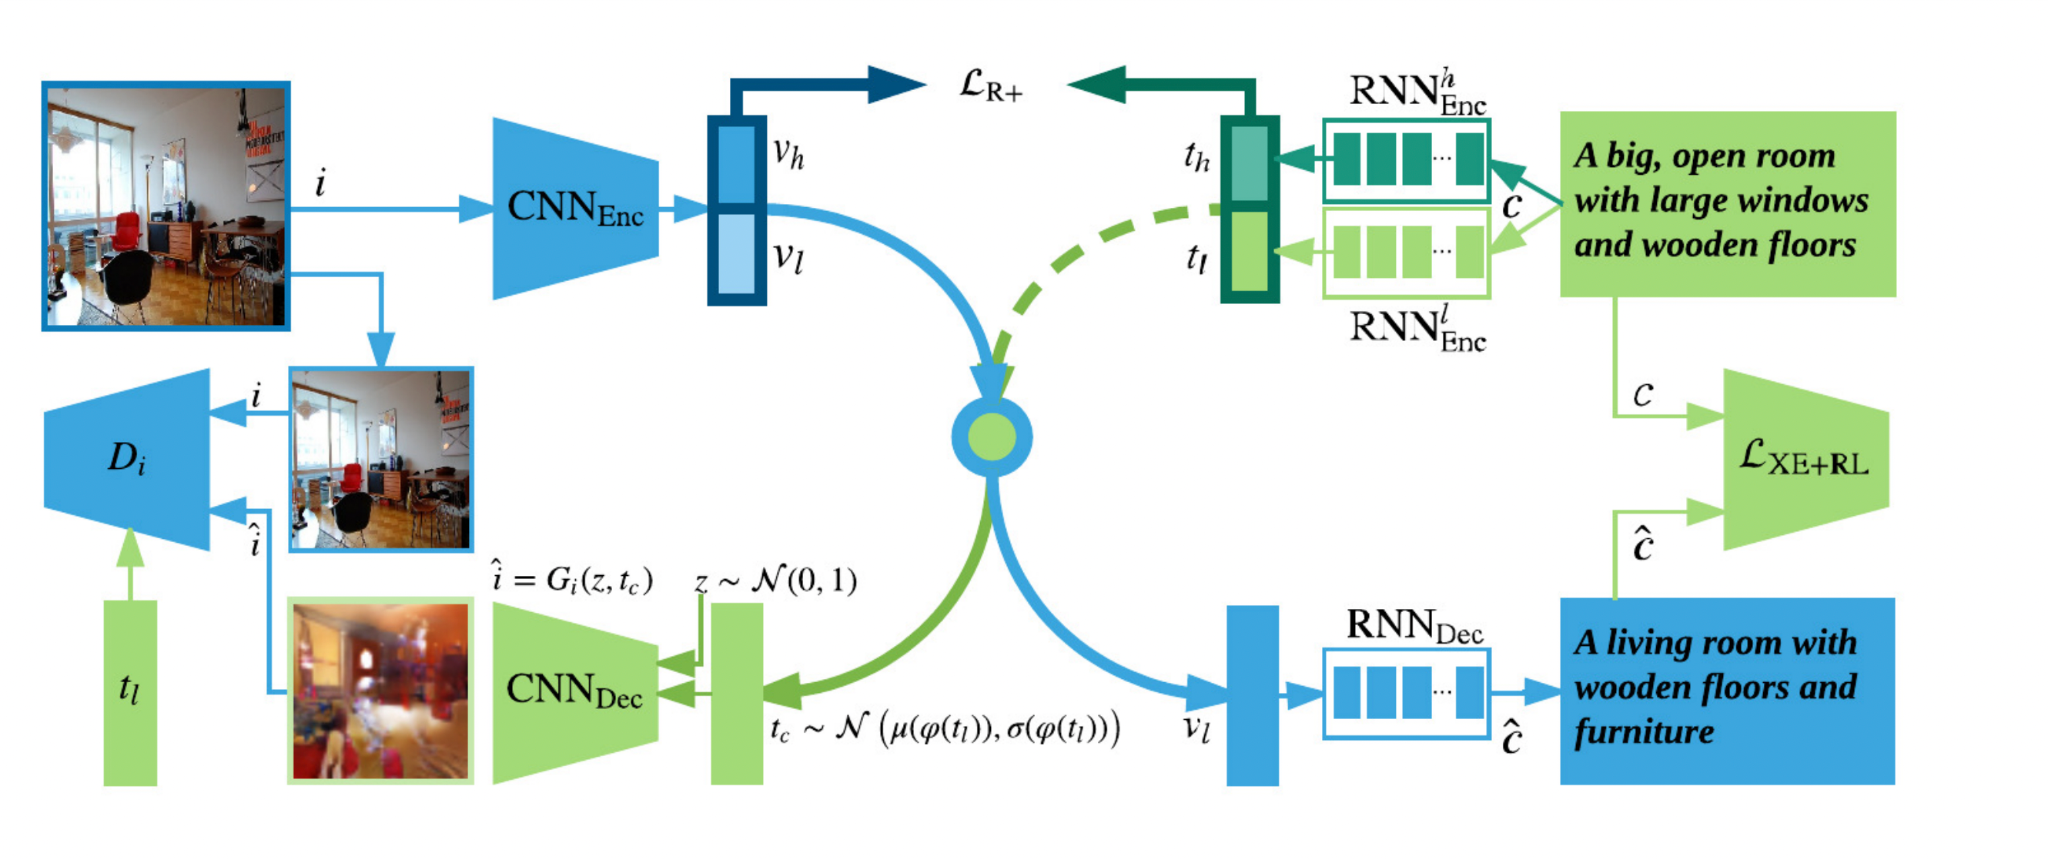 i
CNN_Enc
v_h
v_l
ℒ_R+
t_h
t_l
RNN^h_Enc
RNN^l_Enc
c
A big, open room
with large windows
and wooden floors
D_i
i
î
t_l
î = G_i(z, t_c)
z ∼ 𝒩(0, 1)
CNN_Dec
t_c ∼ 𝒩 (μ(φ(t_l)), σ(φ(t_l)))
v_l
RNN_Dec
ĉ
A living room with
wooden floors and
furniture
c
ĉ
ℒ_XE+RL